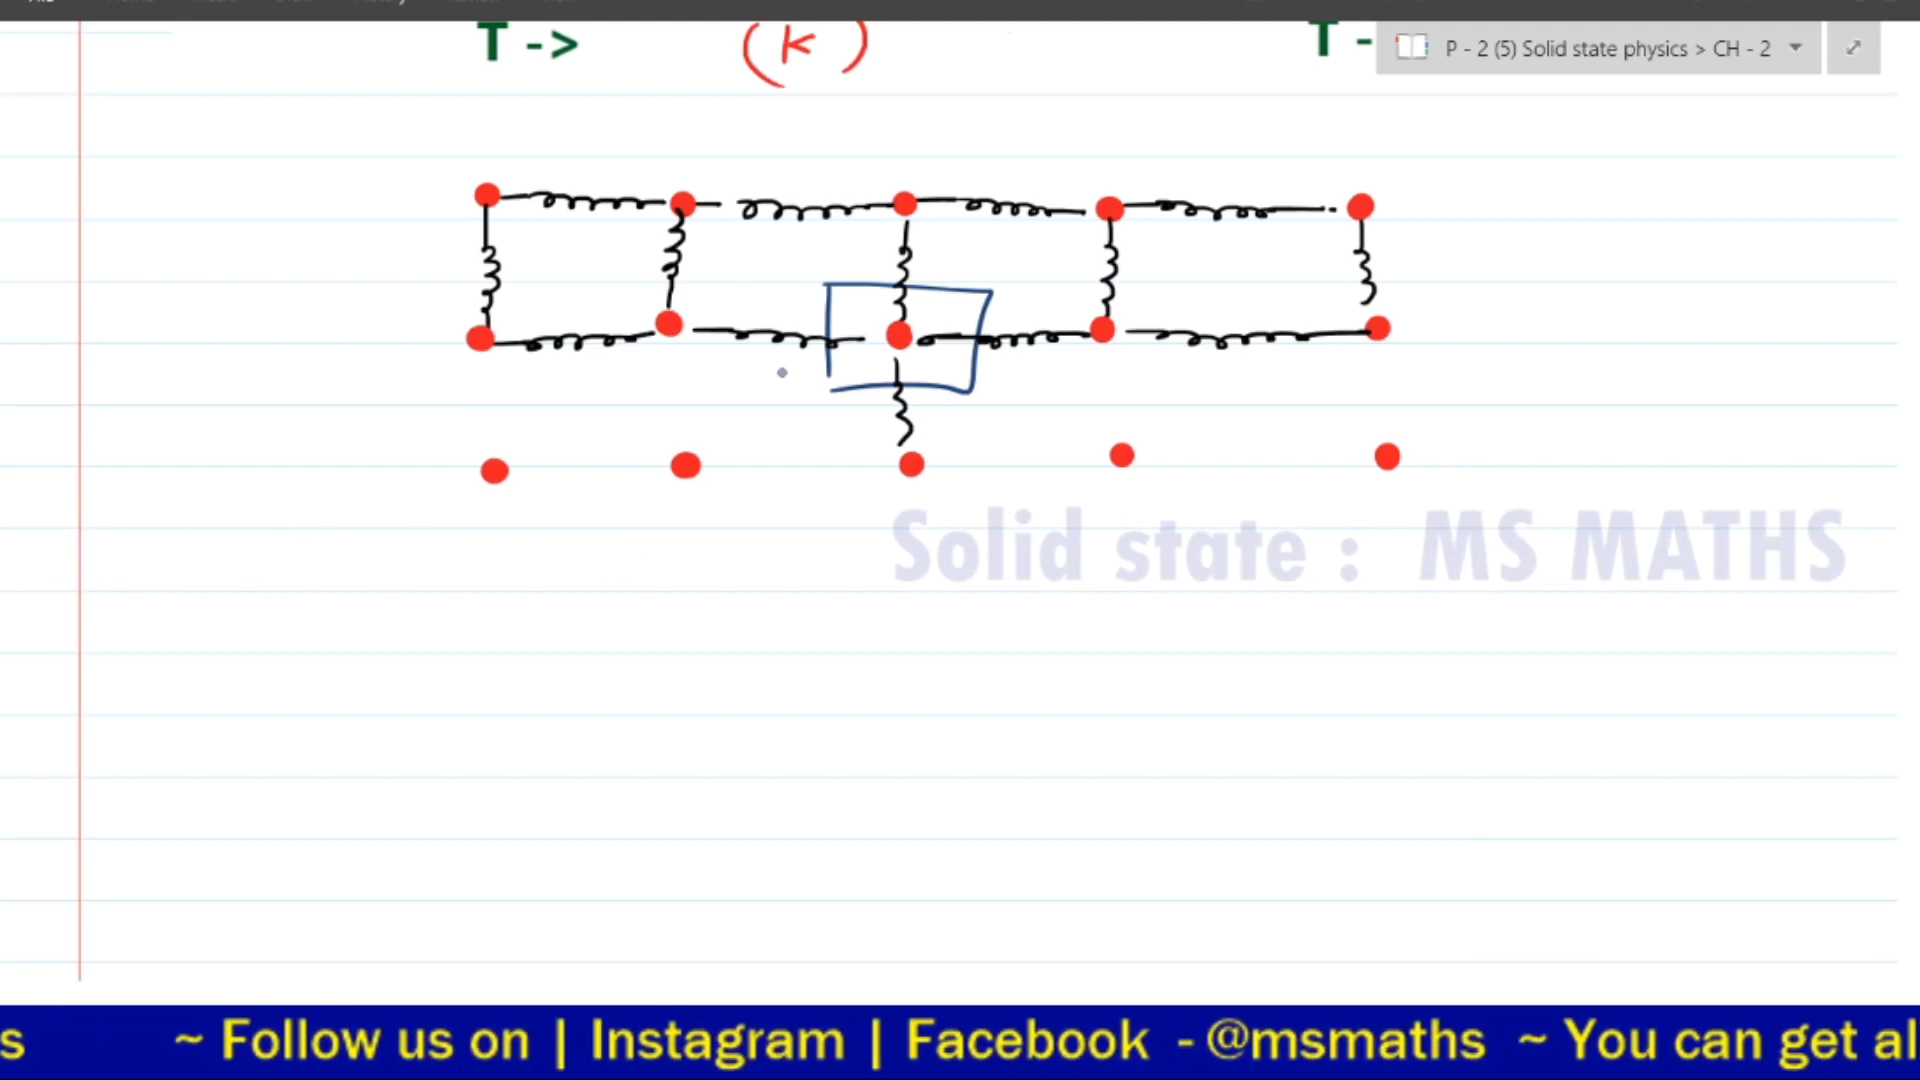 T -> (K) T -
P - 2 (5) Solid state physics > CH - 2
Solid state : MS MATHS
s ~ Follow us on | Instagram | Facebook - @msmaths ~ You can get al